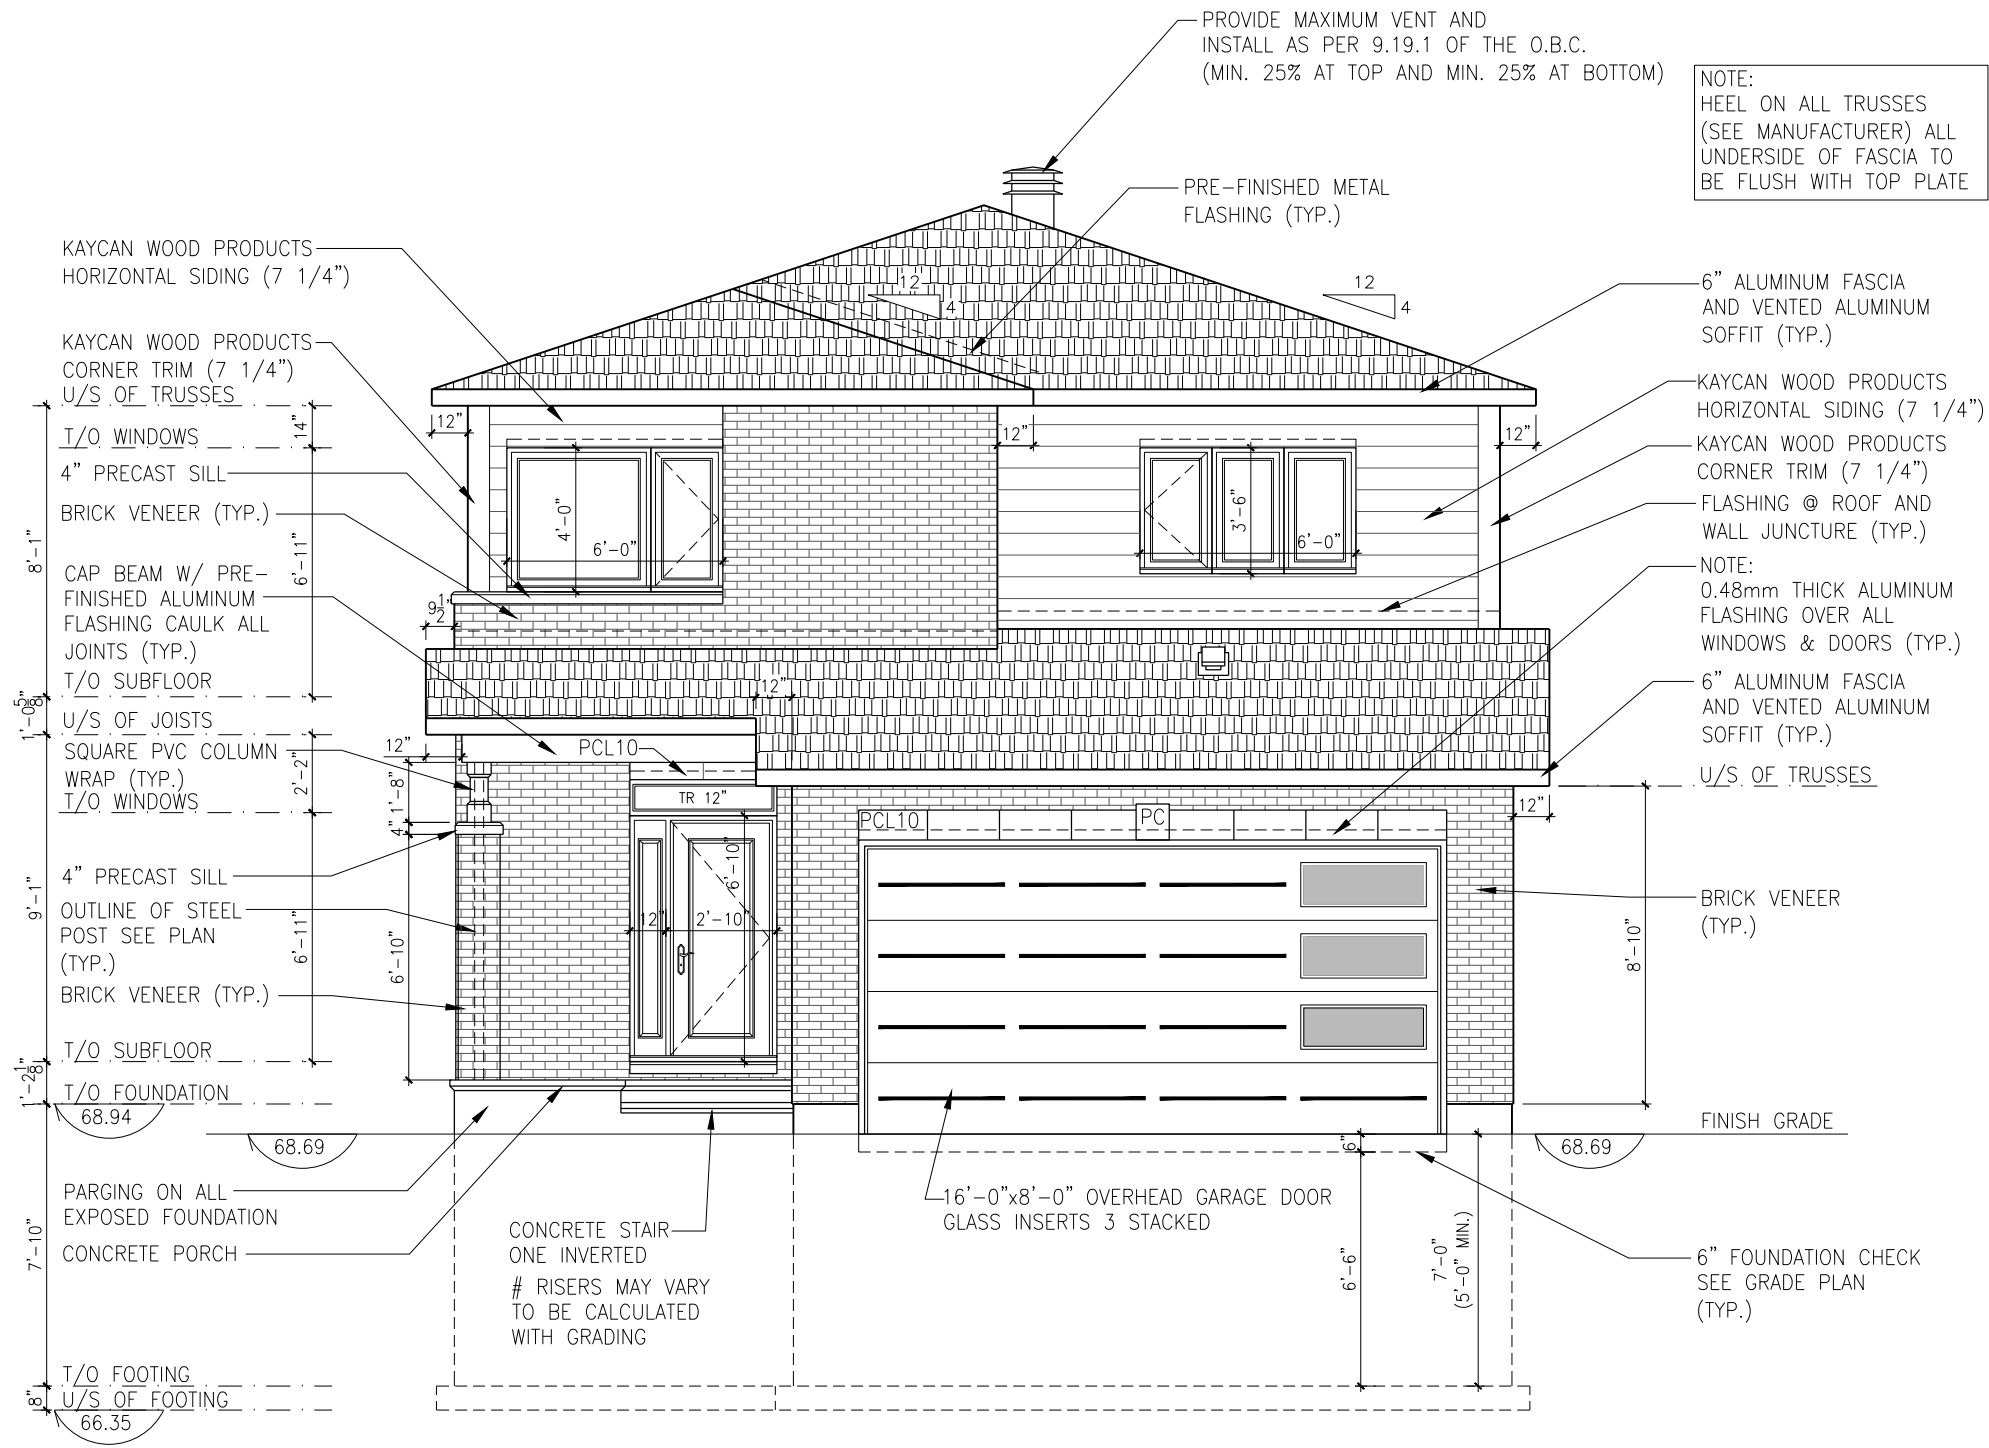 PROVIDE MAXIMUM VENT AND
INSTALL AS PER 9.19.1 OF THE O.B.C.
(MIN. 25% AT TOP AND MIN. 25% AT BOTTOM)
NOTE:
HEEL ON ALL TRUSSES
(SEE MANUFACTURER) ALL
UNDERSIDE OF FASCIA TO
BE FLUSH WITH TOP PLATE
PRE-FINISHED METAL
FLASHING (TYP.)
KAYCAN WOOD PRODUCTS
HORIZONTAL SIDING (7 1/4")
KAYCAN WOOD PRODUCTS
CORNER TRIM (7 1/4")
U/S OF TRUSSES
T/O WINDOWS
4" PRECAST SILL
BRICK VENEER (TYP.)
CAP BEAM W/ PRE-
FINISHED ALUMINUM
FLASHING CAULK ALL
JOINTS (TYP.)
T/O SUBFLOOR
U/S OF JOISTS
SQUARE PVC COLUMN
WRAP (TYP.)
T/O WINDOWS
4" PRECAST SILL
OUTLINE OF STEEL
POST SEE PLAN
(TYP.)
BRICK VENEER (TYP.)
T/O SUBFLOOR
T/O FOUNDATION
68.94
68.69
PARGING ON ALL
EXPOSED FOUNDATION
CONCRETE PORCH
T/O FOOTING
U/S OF FOOTING
66.35
8'-1"
1'-0 5/8"
9'-1"
1'-2 1/8"
7'-10"
8"
14"
6'-11"
2'-2"
6'-11"
12"
9 1/2"
12"
1'-8"
4"
6'-10"
12
4
12
4
12"
12"
4'-0"
6'-0"
3'-6"
6'-0"
12"
PCL10
TR 12"
6'-10"
12"
2'-10"
PCL10
PC
12"
8'-10"
CONCRETE STAIR
ONE INVERTED
# RISERS MAY VARY
TO BE CALCULATED
WITH GRADING
16'-0"x8'-0" OVERHEAD GARAGE DOOR
GLASS INSERTS 3 STACKED
6"
6'-6"
7'-0"
(5'-0" MIN.)
6" ALUMINUM FASCIA
AND VENTED ALUMINUM
SOFFIT (TYP.)
KAYCAN WOOD PRODUCTS
HORIZONTAL SIDING (7 1/4")
KAYCAN WOOD PRODUCTS
CORNER TRIM (7 1/4")
FLASHING @ ROOF AND
WALL JUNCTURE (TYP.)
NOTE:
0.48mm THICK ALUMINUM
FLASHING OVER ALL
WINDOWS & DOORS (TYP.)
6" ALUMINUM FASCIA
AND VENTED ALUMINUM
SOFFIT (TYP.)
U/S OF TRUSSES
BRICK VENEER
(TYP.)
FINISH GRADE
68.69
6" FOUNDATION CHECK
SEE GRADE PLAN
(TYP.)